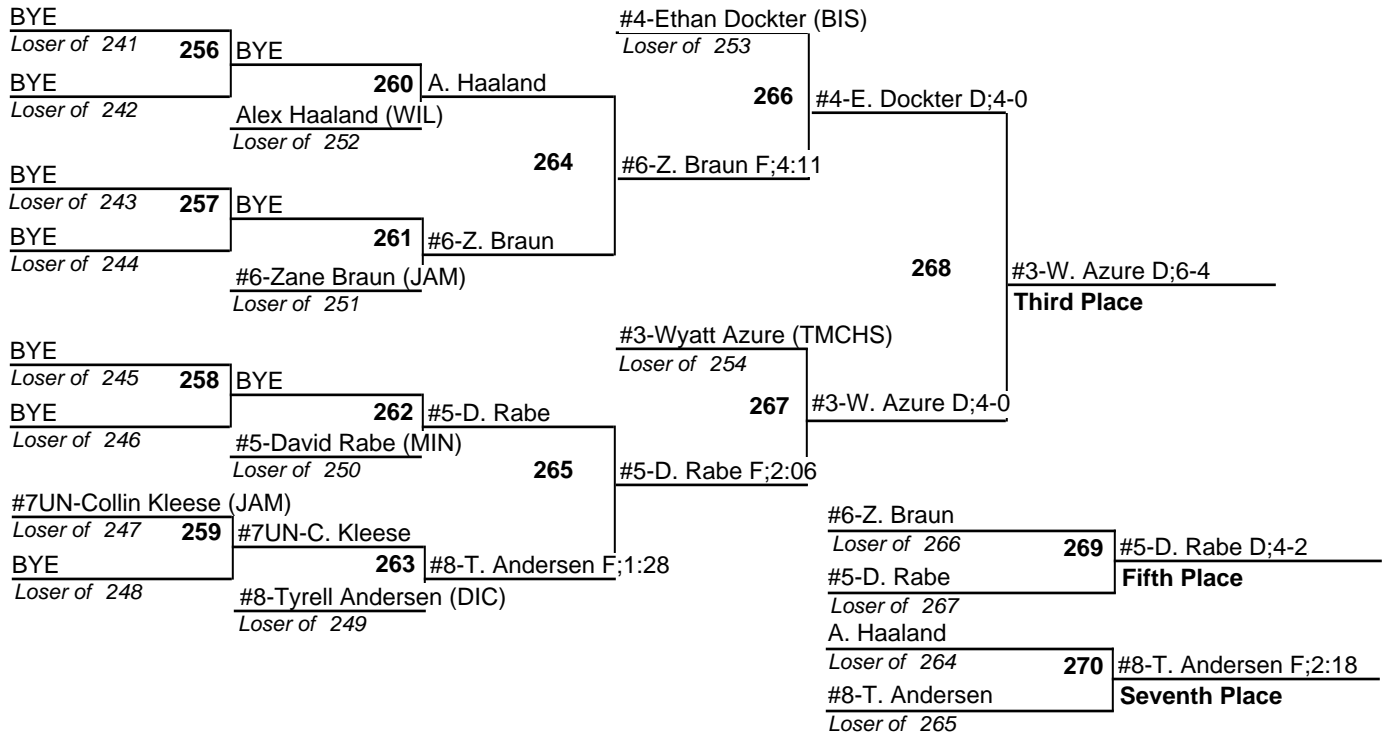 BYE
Loser of 241
256
BYE
BYE
Loser of 242
260
A. Haaland
Alex Haaland (WIL)
Loser of 252
264
BYE
Loser of 243
257
BYE
BYE
Loser of 244
261
#6-Z. Braun
#6-Zane Braun (JAM)
Loser of 251
#4-Ethan Dockter (BIS)
Loser of 253
266
#4-E. Dockter D;4-0
#6-Z. Braun F;4:11
268
#3-W. Azure D;6-4
Third Place
BYE
Loser of 245
258
BYE
BYE
Loser of 246
262
#5-D. Rabe
#5-David Rabe (MIN)
Loser of 250
265
#7UN-Collin Kleese (JAM)
Loser of 247
259
#7UN-C. Kleese
BYE
Loser of 248
263
#8-T. Andersen F;1:28
#8-Tyrell Andersen (DIC)
Loser of 249
#3-Wyatt Azure (TMCHS)
Loser of 254
267
#3-W. Azure D;4-0
#5-D. Rabe F;2:06
#6-Z. Braun
Loser of 266
269
#5-D. Rabe D;4-2
Fifth Place
#5-D. Rabe
Loser of 267
A. Haaland
Loser of 264
270
#8-T. Andersen F;2:18
Seventh Place
#8-T. Andersen
Loser of 265